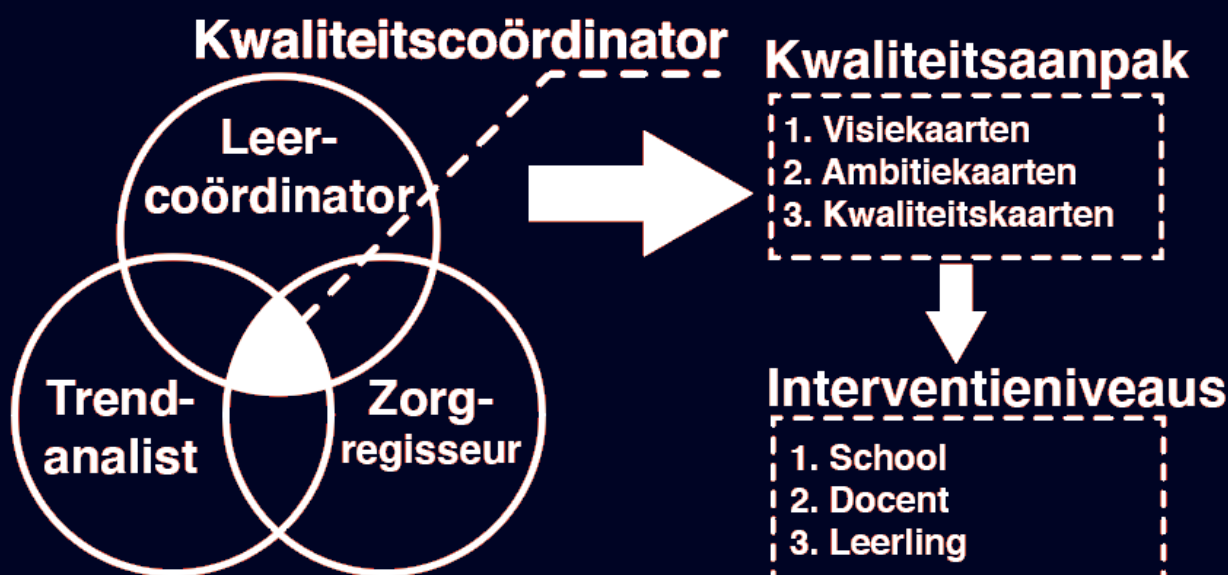 Kwaliteitscoördinator
Leer-
coördinator
Trend-
analist
Zorg-
regisseur
Kwaliteitsaanpak
1. Visiekaarten
2. Ambitiekaarten
3. Kwaliteitskaarten
Interventieniveaus
1. School
2. Docent
3. Leerling